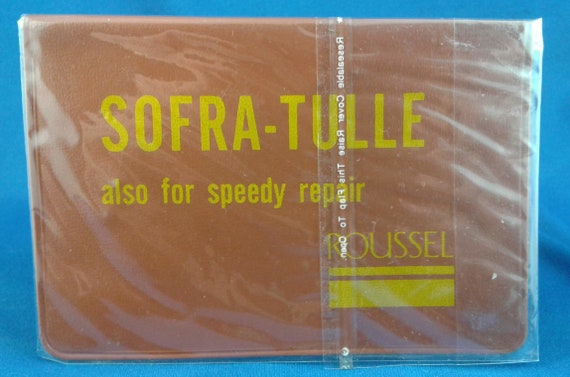 SOFRA-TULLE
also for speedy repair
ROUSSEL
Resealable Cover Raise This Flap To Open